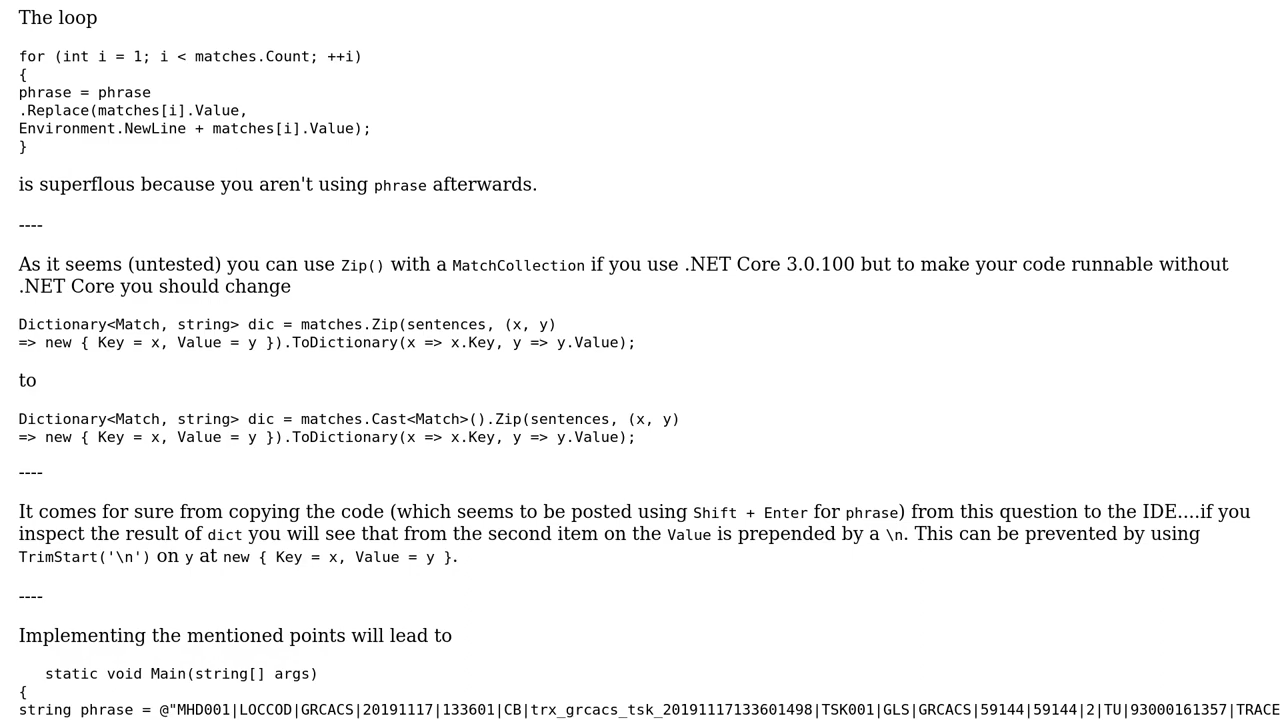 The loop
for (int i = 1; i < matches.Count; ++i)
{
phrase = phrase
.Replace(matches[i].Value,
Environment.NewLine + matches[i].Value);
}
is superflous because you aren't using phrase afterwards.
----
As it seems (untested) you can use Zip() with a MatchCollection if you use .NET Core 3.0.100 but to make your code runnable without
.NET Core you should change
Dictionary<Match, string> dic = matches.Zip(sentences, (x, y)
=> new { Key = x, Value = y }).ToDictionary(x => x.Key, y => y.Value);
to
Dictionary<Match, string> dic = matches.Cast<Match>().Zip(sentences, (x, y)
=> new { Key = x, Value = y }).ToDictionary(x => x.Key, y => y.Value);
----
It comes for sure from copying the code (which seems to be posted using Shift + Enter for phrase) from this question to the IDE....if you
inspect the result of dict you will see that from the second item on the Value is prepended by a \n. This can be prevented by using
TrimStart('\n') on y at new { Key = x, Value = y }.
----
Implementing the mentioned points will lead to
static void Main(string[] args)
{
string phrase = @"MHD001|LOCCOD|GRCACS|20191117|133601|CB|trx_grcacs_tsk_20191117133601498|TSK001|GLS|GRCACS|59144|59144|2|TU|93000161357|TRACE